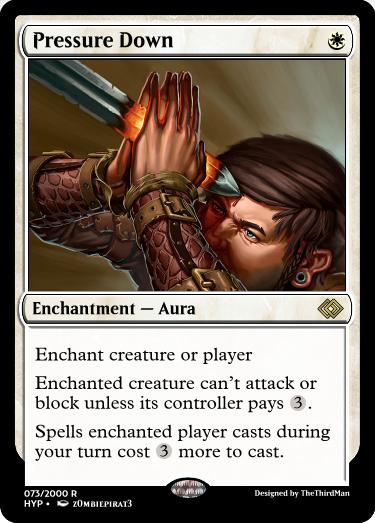 Pressure Down
Enchantment — Aura
Enchant creature or player
Enchanted creature can't attack or
block unless its controller pays 3.
Spells enchanted player casts during
your turn cost 3 more to cast.
073/2000 R
Designed by TheThirdMan
HYP • z0MBIEPIRAT3